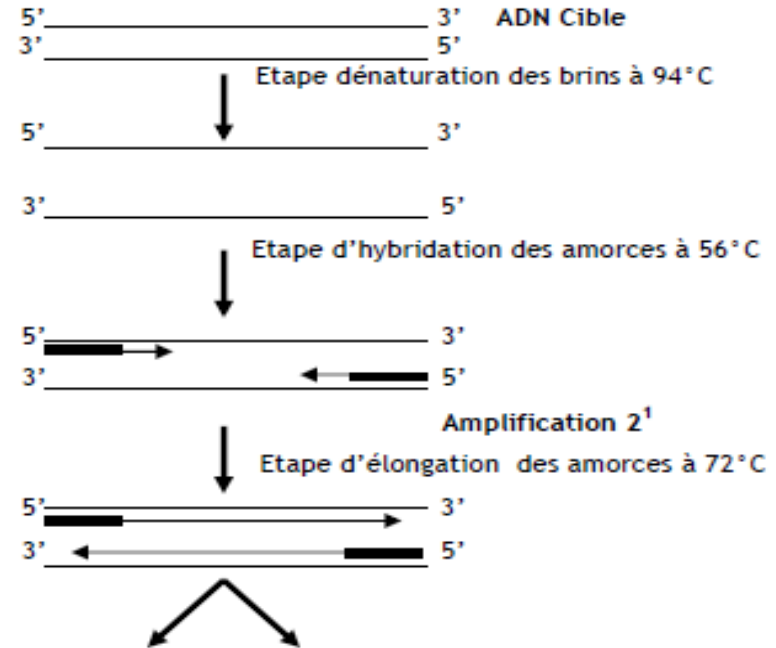 5' 3' ADN Cible
3' 5'
Etape dénaturation des brins à 94°C
5' 3'
3' 5'
Etape d'hybridation des amorces à 56°C
5' 3'
3' 5'
Amplification 2¹
Etape d'élongation des amorces à 72°C
5' 3'
3' 5'